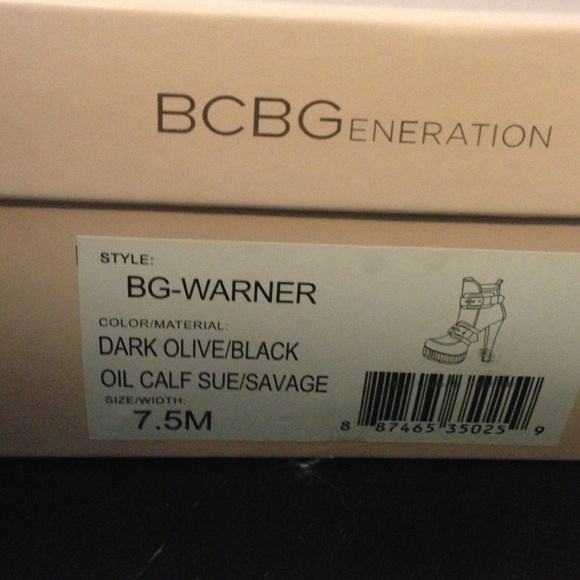 BCBGENERATION
STYLE:
BG-WARNER
COLOR/MATERIAL:
DARK OLIVE/BLACK
OIL CALF SUE/SAVAGE
SIZE/WIDTH:
7.5M
8 87465 35025 9